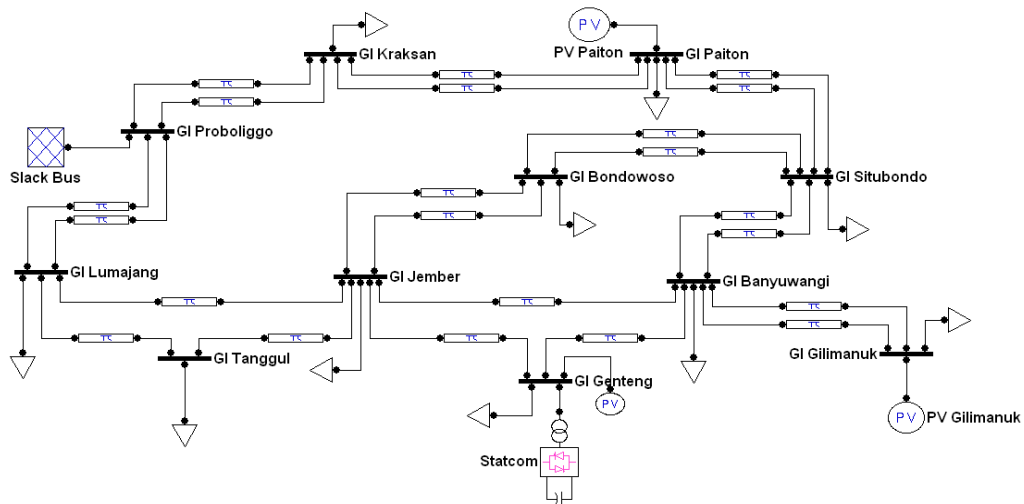 PV
GI Kraksan
PV Paiton
GI Paiton
π
π
π
π
π
π
GI Proboliggo
π
π
Slack Bus
GI Bondowoso
GI Situbondo
π
π
π
π
π
π
GI Lumajang
GI Jember
GI Banyuwangi
π
π
π
π
π
π
π
π
GI Tanggul
GI Genteng
GI Gilimanuk
PV
PV
PV Gilimanuk
Statcom